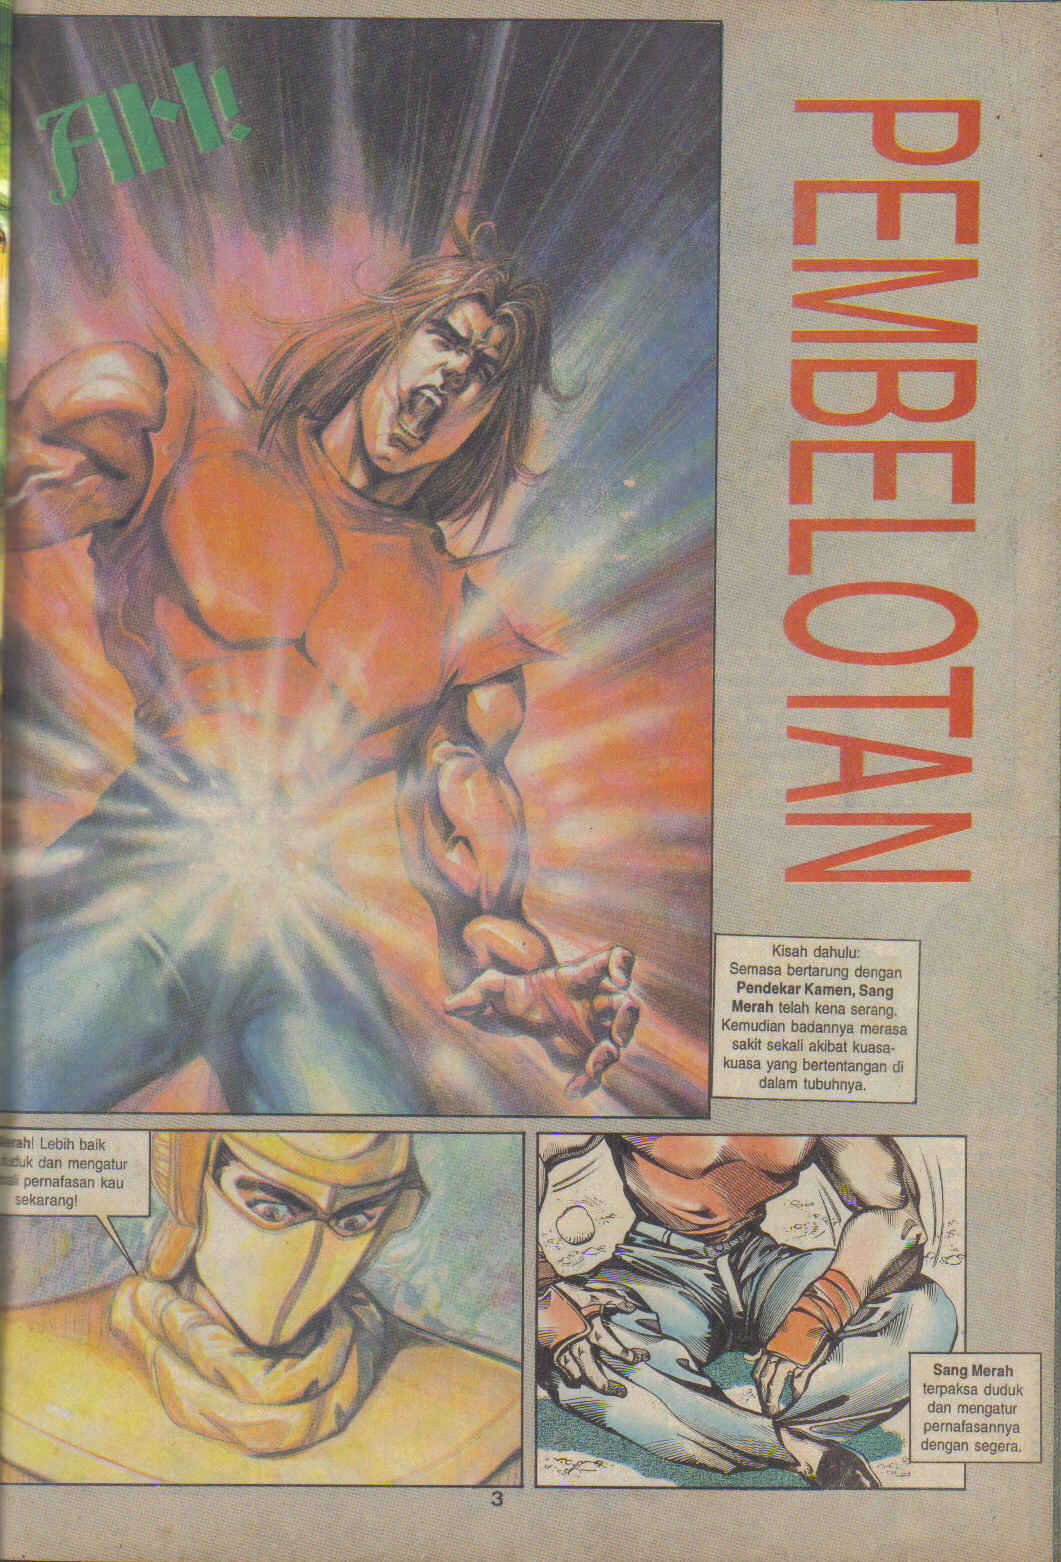 AH!
PEMBELOTAN
Kisah dahulu:
Semasa bertarung dengan
Pendekar Kamen, Sang
Merah telah kena serang.
Kemudian badannya merasa
sakit sekali akibat kuasa-
kuasa yang bertentangan di
dalam tubuhnya.
Lebih baik
dan mengatur
pernafasan kau
sekarang!
Sang Merah
terpaksa duduk
dan mengatur
pernafasannya
dengan segera.
3